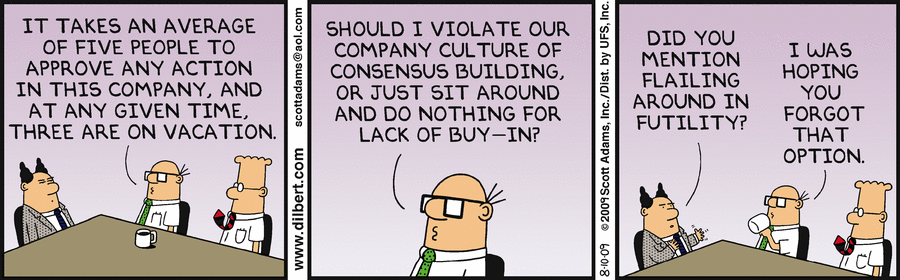 IT TAKES AN AVERAGE
OF FIVE PEOPLE TO
APPROVE ANY ACTION
IN THIS COMPANY, AND
AT ANY GIVEN TIME,
THREE ARE ON VACATION.
www.dilbert.com
scottadams@aol.com
SHOULD I VIOLATE OUR
COMPANY CULTURE OF
CONSENSUS BUILDING,
OR JUST SIT AROUND
AND DO NOTHING FOR
LACK OF BUY-IN?
8-10-09 ©2009 Scott Adams, Inc./Dist. by UFS, Inc.
DID YOU
MENTION
FLAILING
AROUND IN
FUTILITY?
I WAS
HOPING
YOU
FORGOT
THAT
OPTION.